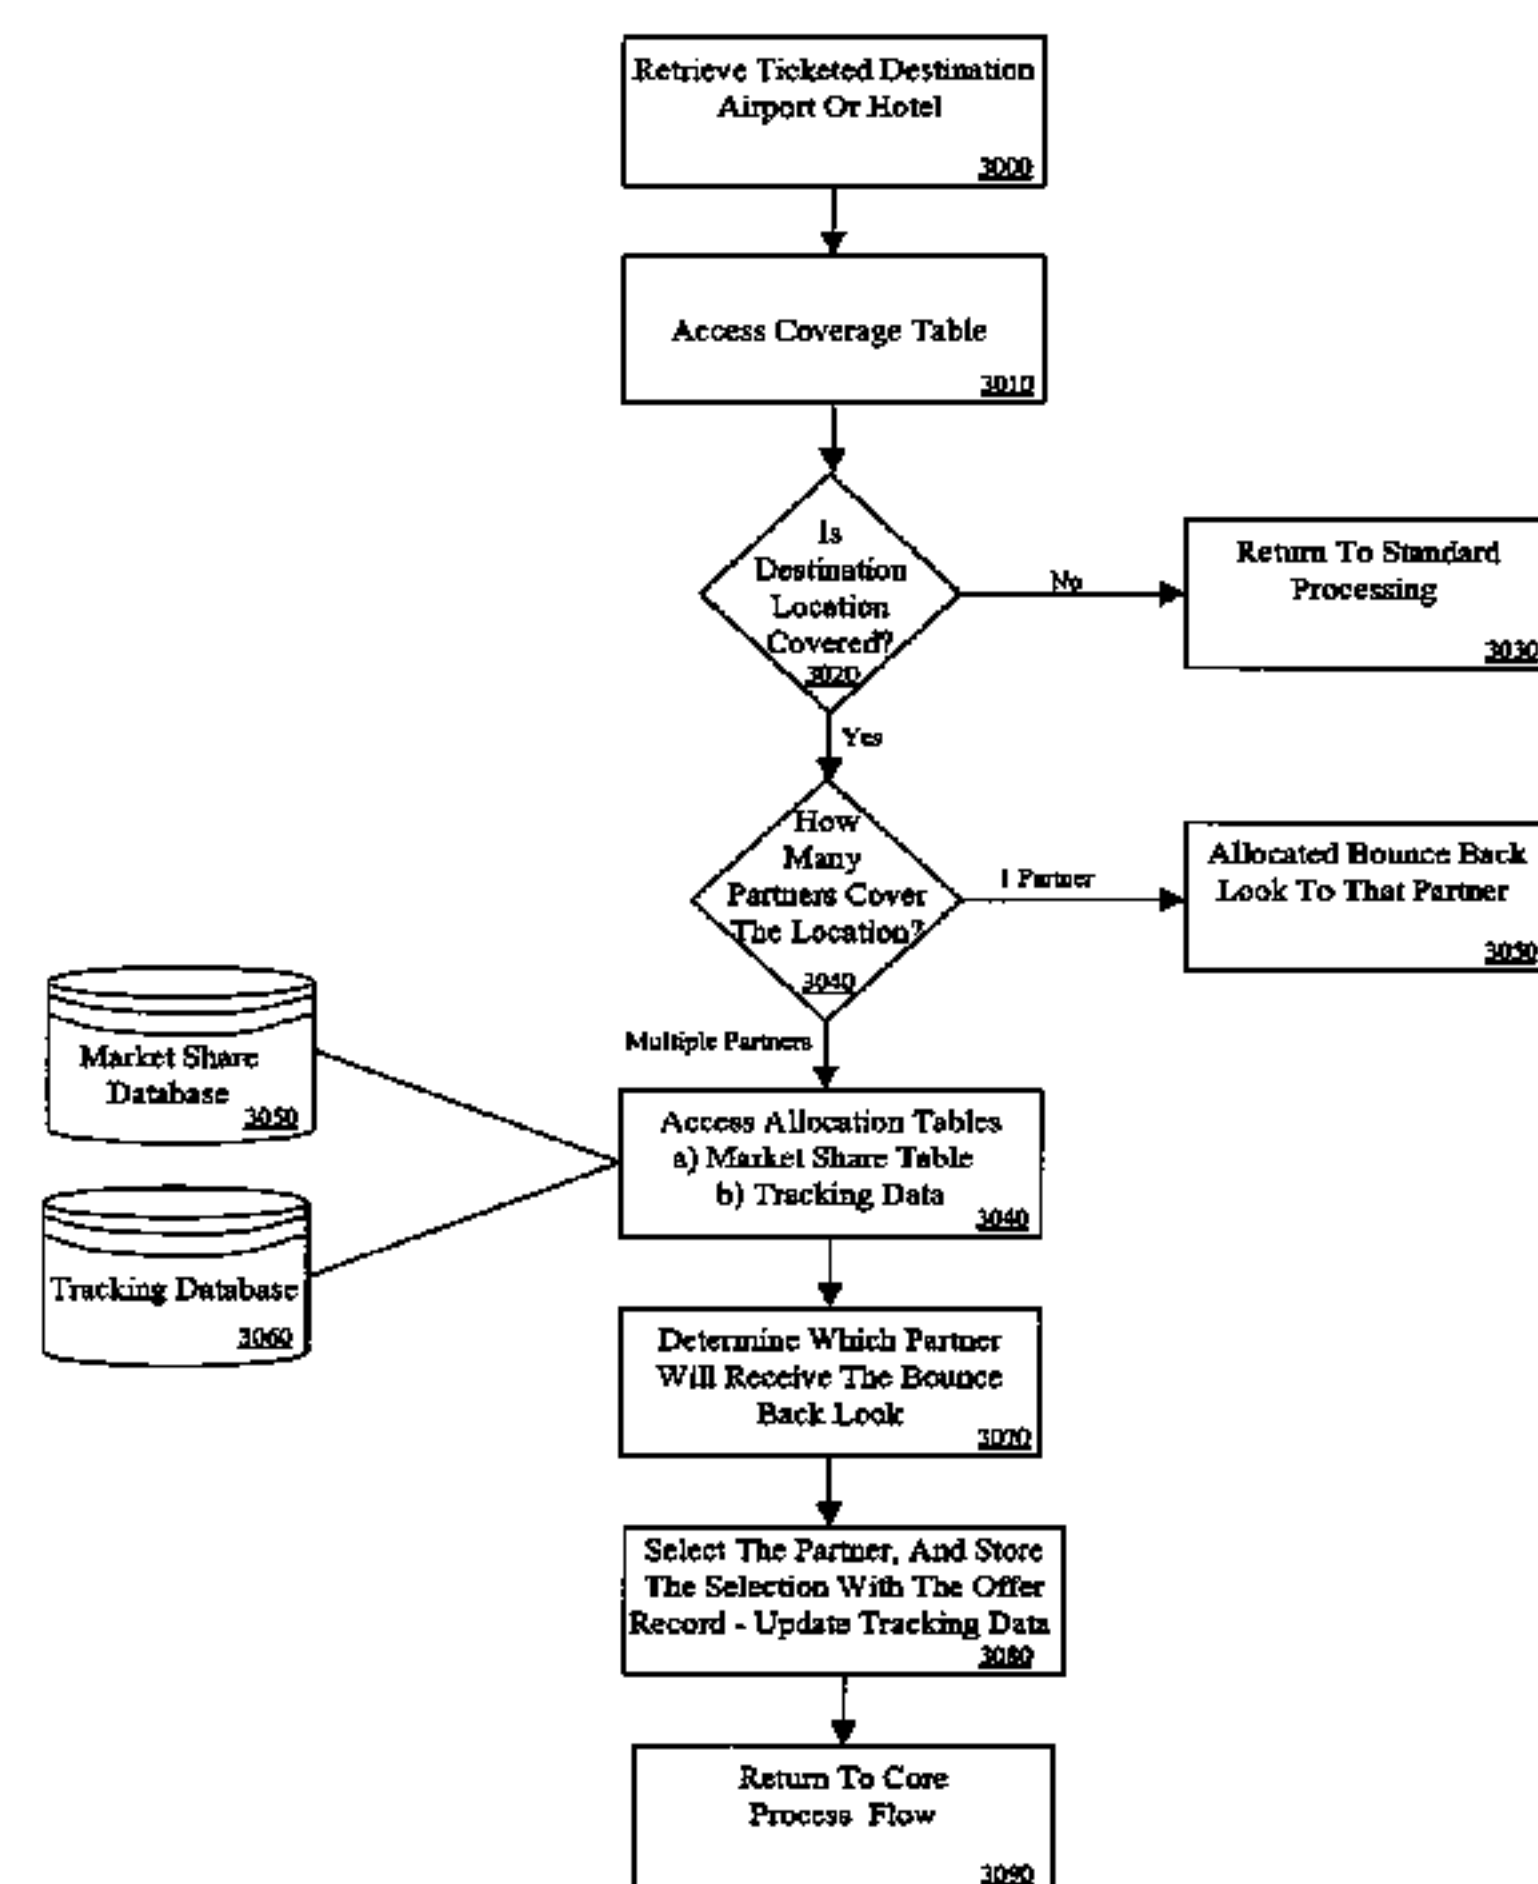 Retrieve Ticketed Destination
Airport Or Hotel
3000
Access Coverage Table
3010
Is
Destination
Location
Covered?
3020
No
Return To Standard
Processing
3030
Yes
How
Many
Partners Cover
The Location?
3040
1 Partner
Allocated Bounce Back
Look To That Partner
3050
Multiple Partners
Market Share
Database
3050
Access Allocation Tables
a) Market Share Table
b) Tracking Data
3040
Tracking Database
3060
Determine Which Partner
Will Receive The Bounce
Back Look
3070
Select The Partner, And Store
The Selection With The Offer
Record - Update Tracking Data
3080
Return To Core
Process Flow
3090